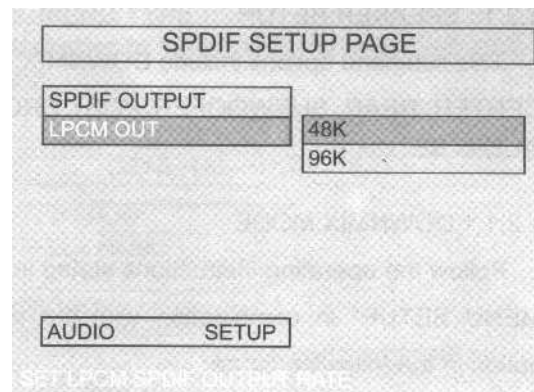 SPDIF SETUP PAGE
SPDIF OUTPUT
LPCM OUT
48K
96K
AUDIO SETUP
SET LPCM SPDIF OUTPUT RATE